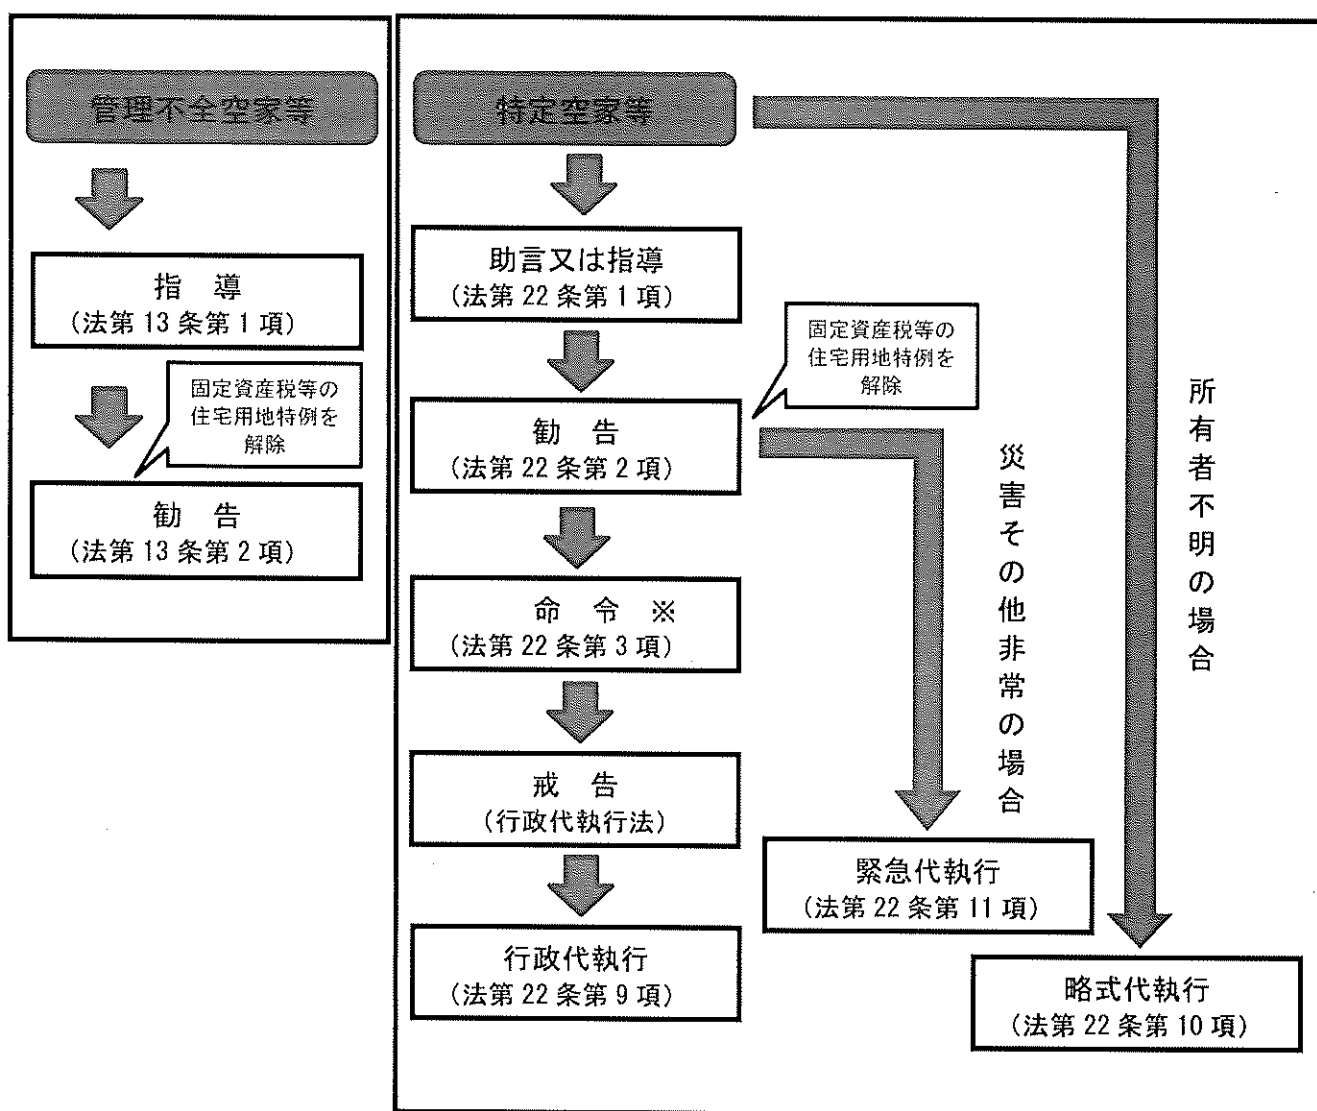 管理不全空家等
指　導
(法第 13 条第 1 項)
固定資産税等の
住宅用地特例を
解除
勧　告
(法第 13 条第 2 項)
特定空家等
助言又は指導
(法第 22 条第 1 項)
固定資産税等の
住宅用地特例を
解除
勧　告
(法第 22 条第 2 項)
命　令　※
(法第 22 条第 3 項)
戒　告
(行政代執行法)
行政代執行
(法第 22 条第 9 項)
災害その他非常の場合
緊急代執行
(法第 22 条第 11 項)
所有者不明の場合
略式代執行
(法第 22 条第 10 項)